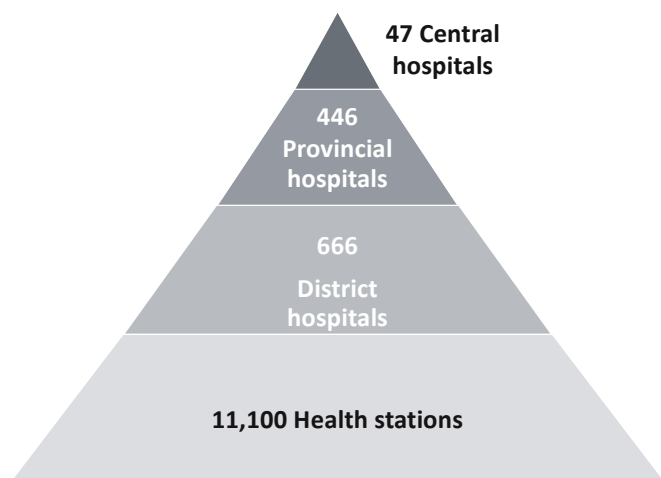 47 Central
hospitals
446
Provincial
hospitals
666
District
hospitals
11,100 Health stations